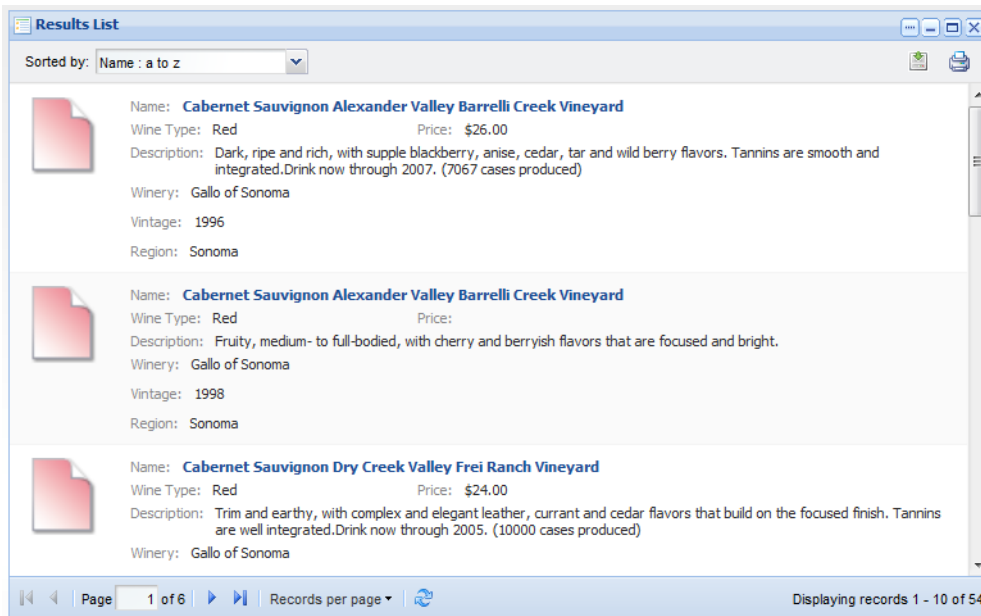 Results List
Sorted by: Name : a to z
Name: Cabernet Sauvignon Alexander Valley Barrelli Creek Vineyard
Wine Type: Red Price: $26.00
Description: Dark, ripe and rich, with supple blackberry, anise, cedar, tar and wild berry flavors. Tannins are smooth and
integrated.Drink now through 2007. (7067 cases produced)
Winery: Gallo of Sonoma
Vintage: 1996
Region: Sonoma
Name: Cabernet Sauvignon Alexander Valley Barrelli Creek Vineyard
Wine Type: Red Price:
Description: Fruity, medium- to full-bodied, with cherry and berryish flavors that are focused and bright.
Winery: Gallo of Sonoma
Vintage: 1998
Region: Sonoma
Name: Cabernet Sauvignon Dry Creek Valley Frei Ranch Vineyard
Wine Type: Red Price: $24.00
Description: Trim and earthy, with complex and elegant leather, currant and cedar flavors that build on the focused finish. Tannins
are well integrated.Drink now through 2005. (10000 cases produced)
Winery: Gallo of Sonoma
Page 1 of 6 Records per page Displaying records 1 - 10 of 54